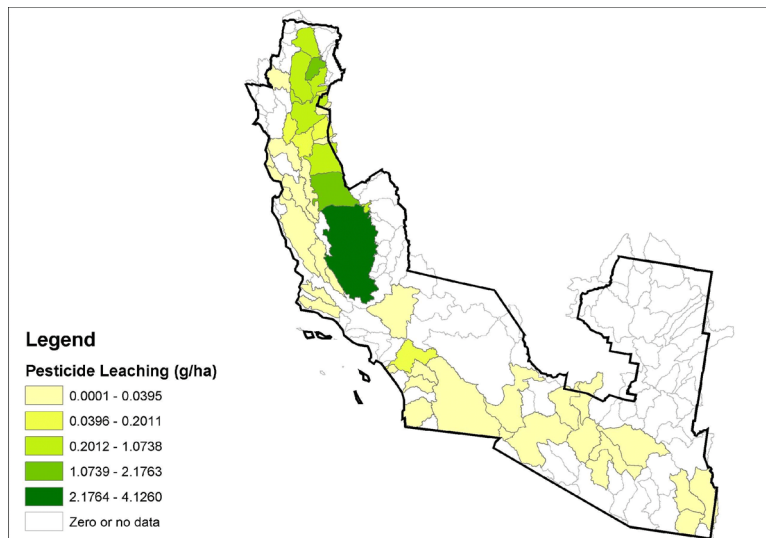 Legend
Pesticide Leaching (g/ha)
0.0001 - 0.0395
0.0396 - 0.2011
0.2012 - 1.0738
1.0739 - 2.1763
2.1764 - 4.1260
Zero or no data